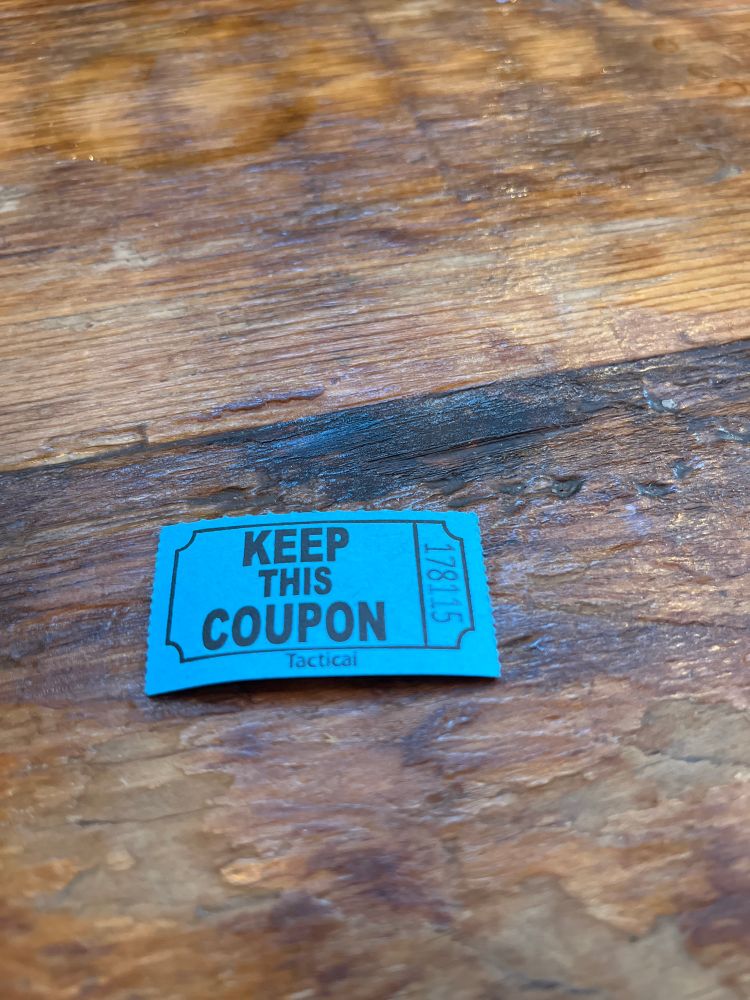 KEEP
THIS
COUPON
178115
Tactical